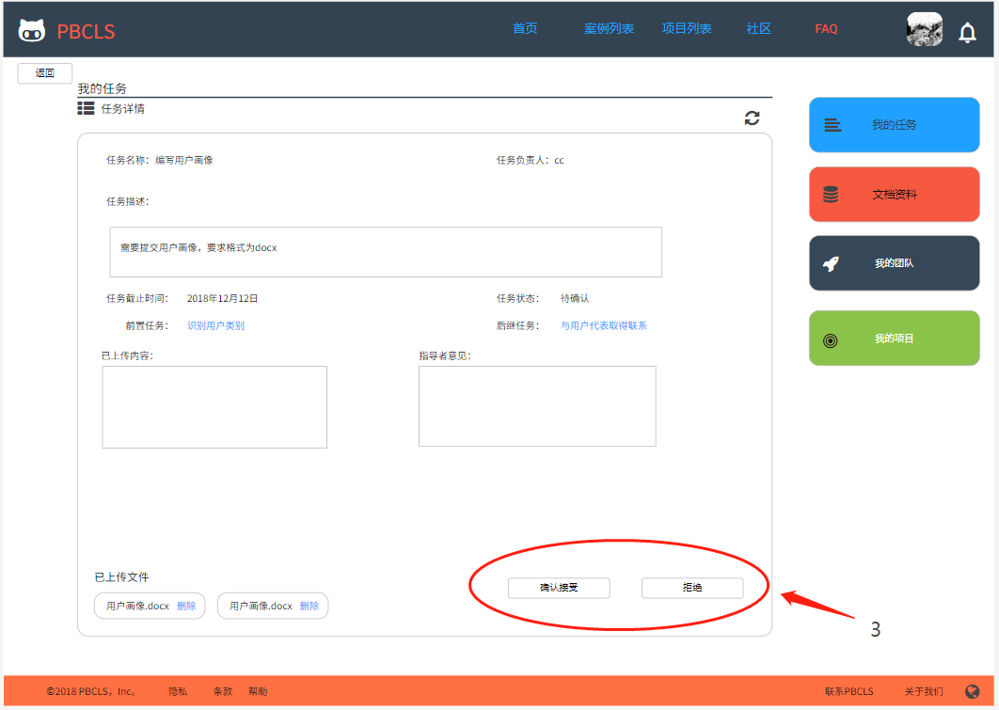 PBCLS 首页 案例列表 项目列表 社区 FAQ
返回
我的任务
任务详情
任务名称：编写用户画像 任务负责人：cc
任务描述：
需要提交用户画像，要求格式为docx
任务截止时间： 2018年12月12日 任务状态： 待确认
前置任务： 识别用户类别 后继任务： 与用户代表取得联系
已上传内容： 指导者意见：
已上传文件
用户画像.docx 删除 用户画像.docx 删除
确认接受 拒绝
3
我的任务
文档资料
我的团队
我的项目
©2018 PBCLS，Inc。 隐私 条款 帮助 联系PBCLS 关于我们